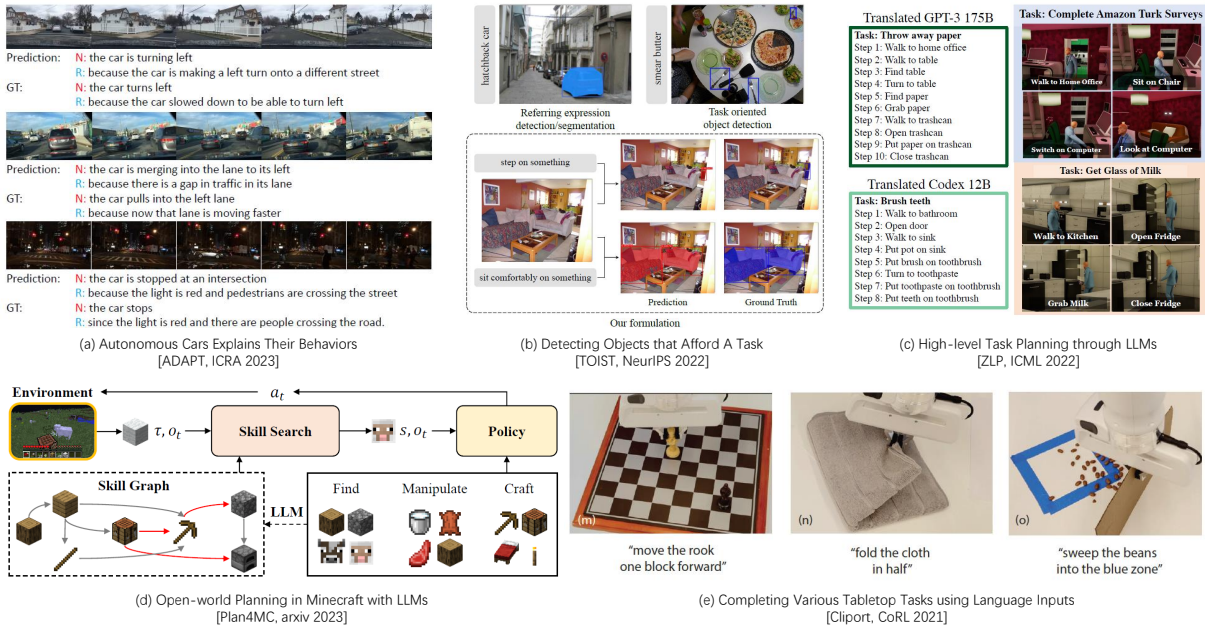 Prediction: N: the car is turning left
R: because the car is making a left turn onto a different street
GT: N: the car turns left
R: because the car slowed down to be able to turn left
Prediction: N: the car is merging into the lane to its left
R: because there is a gap in traffic in its lane
GT: N: the car pulls into the left lane
R: because now that lane is moving faster
Prediction: N: the car is stopped at an intersection
R: because the light is red and pedestrians are crossing the street
GT: N: the car stops
R: since the light is red and there are people crossing the road.
(a) Autonomous Cars Explains Their Behaviors
[ADAPT, ICRA 2023]
hatchback car
smear butter
Referring expression
detection/segmentation
Task oriented
object detection
step on something
sit comfortably on something
Prediction
Ground Truth
Our formulation
(b) Detecting Objects that Afford A Task
[TOIST, NeurIPS 2022]
Translated GPT-3 175B
Task: Throw away paper
Step 1: Walk to home office
Step 2: Walk to table
Step 3: Find table
Step 4: Turn to table
Step 5: Find paper
Step 6: Grab paper
Step 7: Walk to trashcan
Step 8: Open trashcan
Step 9: Put paper on trashcan
Step 10: Close trashcan
Translated Codex 12B
Task: Brush teeth
Step 1: Walk to bathroom
Step 2: Open door
Step 3: Walk to sink
Step 4: Put pot on sink
Step 5: Put brush on toothbrush
Step 6: Turn to toothpaste
Step 7: Put toothpaste on toothbrush
Step 8: Put teeth on toothbrush
Task: Complete Amazon Turk Surveys
Walk to Home Office
Sit on Chair
Switch on Computer
Look at Computer
Task: Get Glass of Milk
Walk to Kitchen
Open Fridge
Grab Milk
Close Fridge
(c) High-level Task Planning through LLMs
[ZLP, ICML 2022]
Environment
a_t
τ, o_t
Skill Search
s, o_t
Policy
Skill Graph
LLM
Find
Manipulate
Craft
(d) Open-world Planning in Minecraft with LLMs
[Plan4MC, arxiv 2023]
(m)
(n)
(o)
"move the rook
one block forward"
"fold the cloth
in half"
"sweep the beans
into the blue zone"
(e) Completing Various Tabletop Tasks using Language Inputs
[Cliport, CoRL 2021]